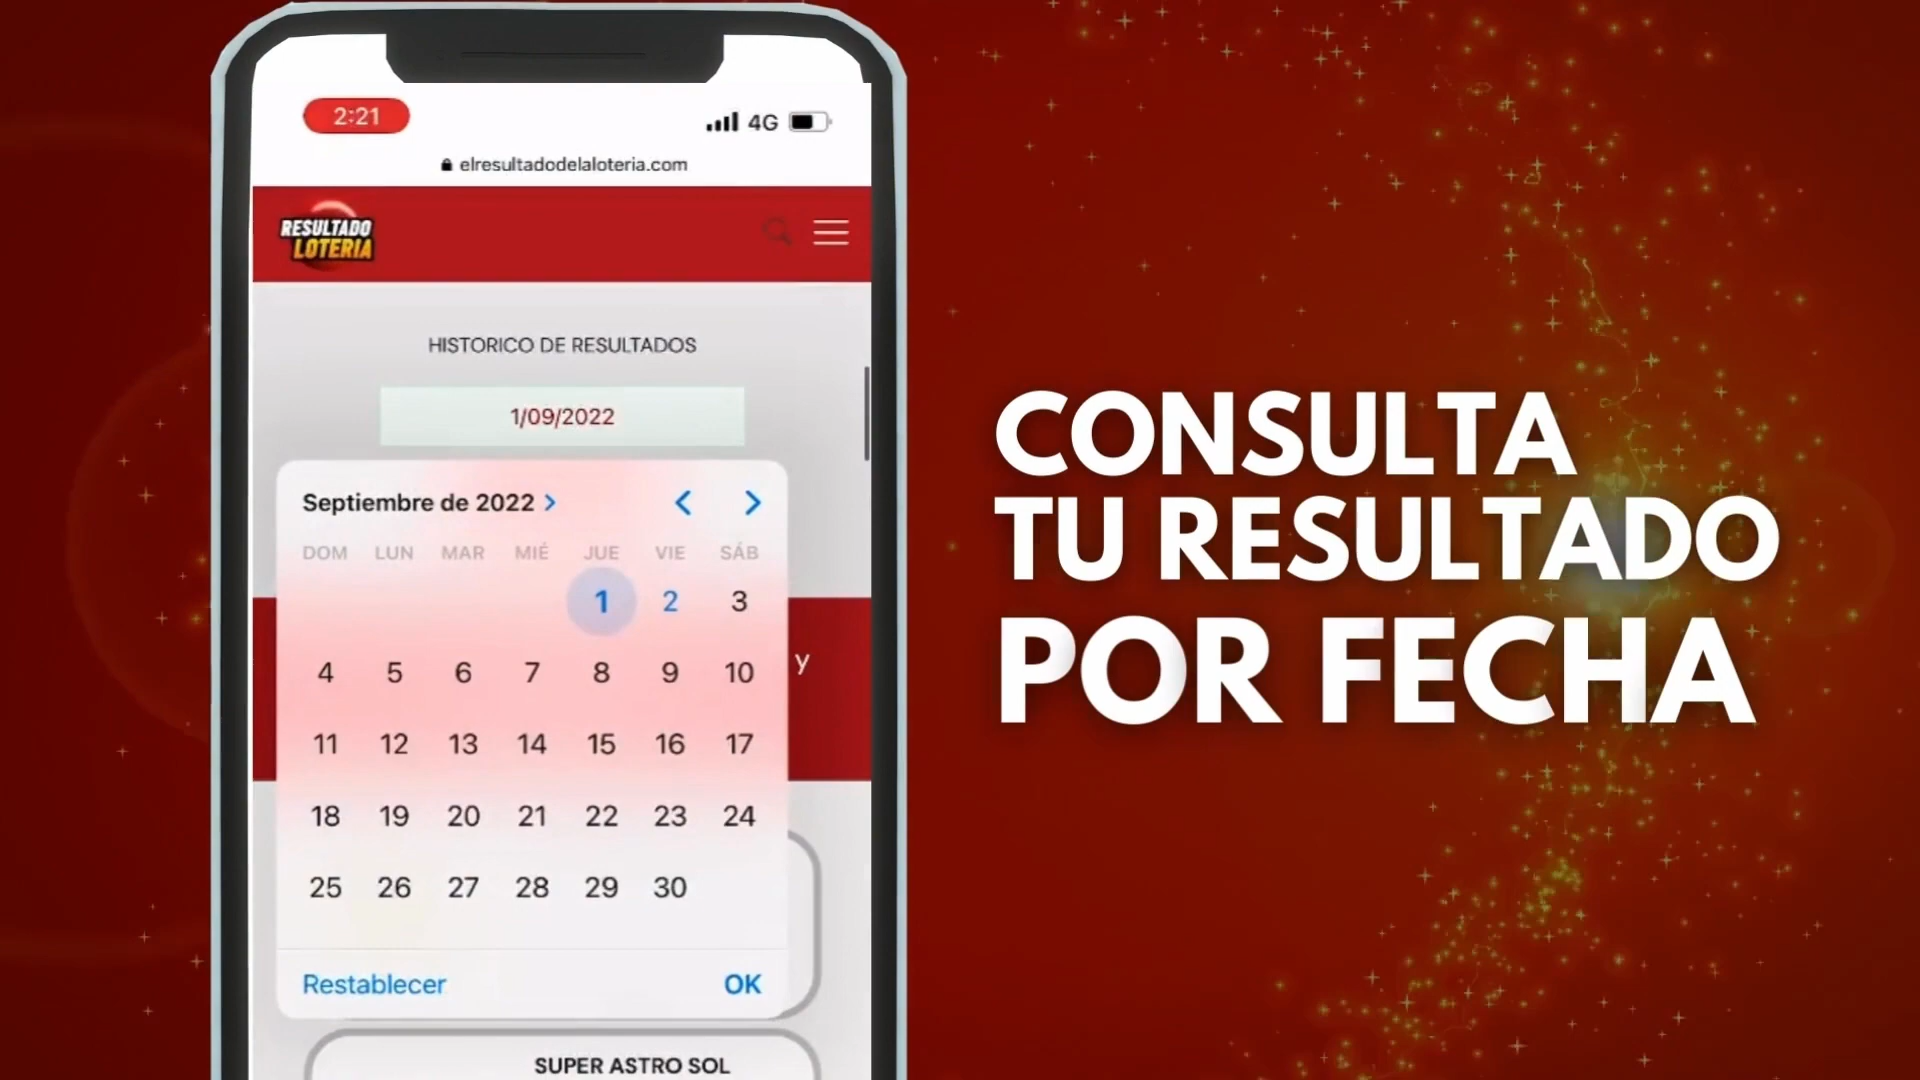 2:21
4G
elresultadodelaloteria.com
RESULTADO
LOTERIA
HISTORICO DE RESULTADOS
1/09/2022
Septiembre de 2022
DOM LUN MAR MIÉ JUE VIE SÁB
1 2 3
4 5 6 7 8 9 10
y
11 12 13 14 15 16 17
18 19 20 21 22 23 24
25 26 27 28 29 30
Restablecer OK
SUPER ASTRO SOL
CONSULTA
TU RESULTADO
POR FECHA